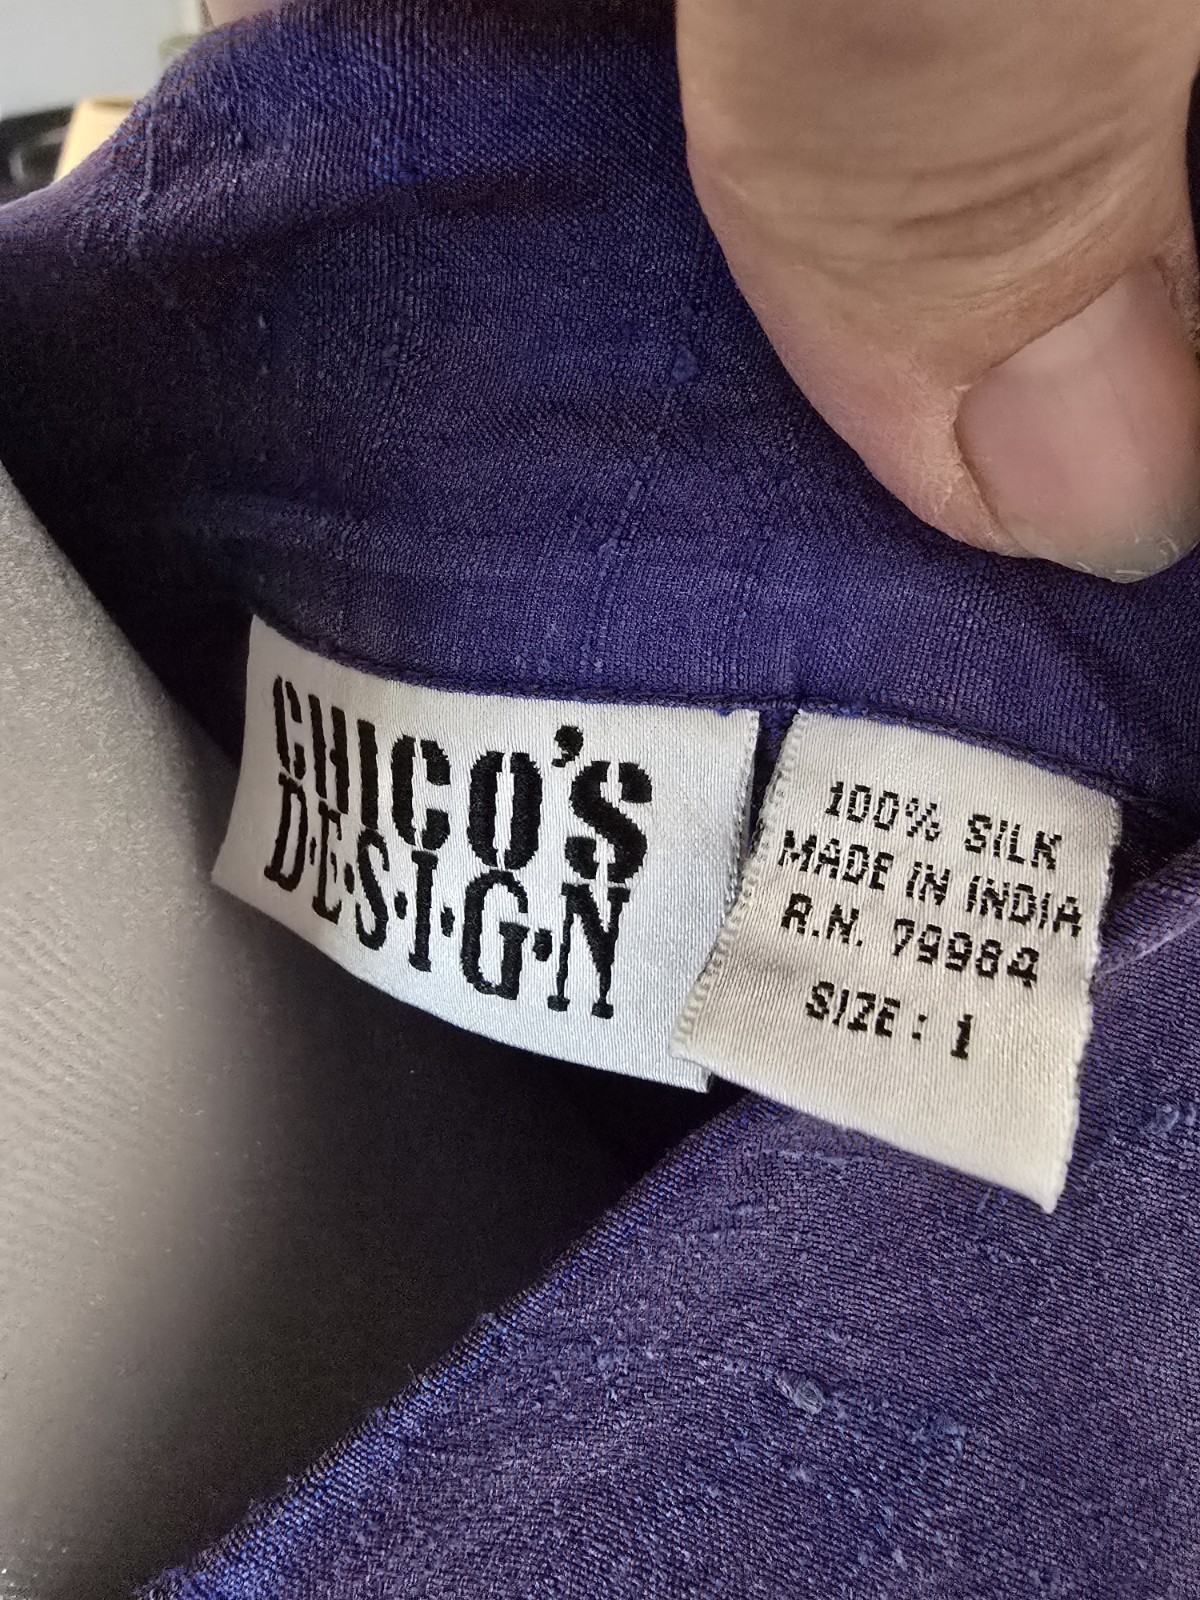 CHICO'S
D·E·S·I·G·N
100% SILK
MADE IN INDIA
R.N. 79984
SIZE: 1